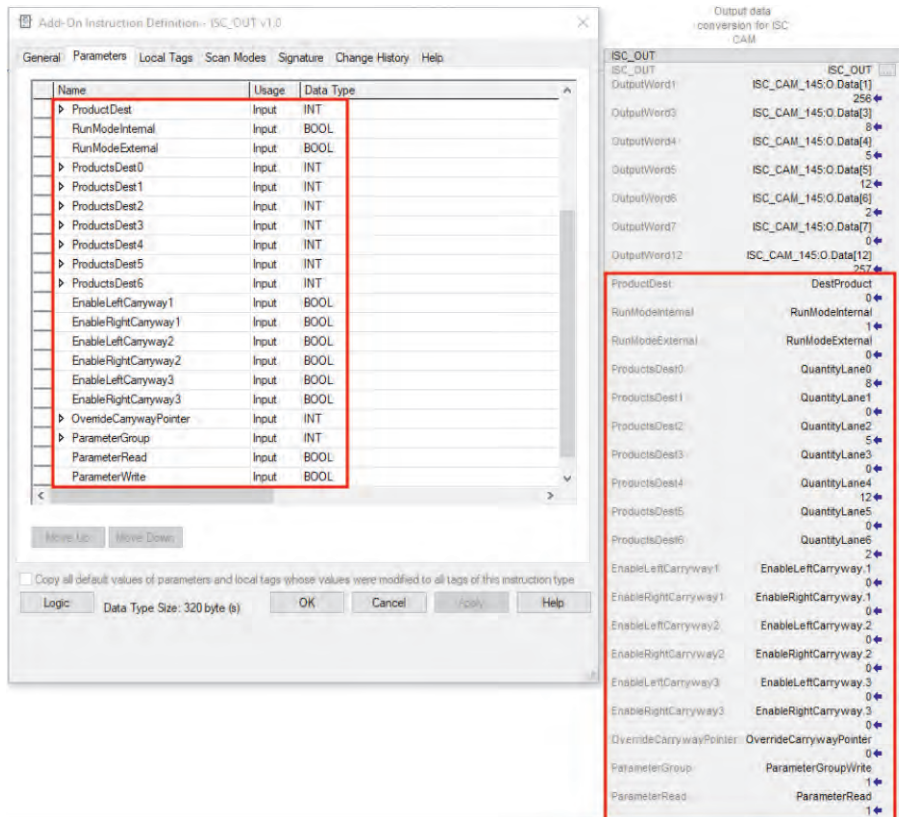 Add-On Instruction Definition - ISC_OUT v1.0
General Parameters Local Tags Scan Modes Signature Change History Help
Name Usage Data Type
ProductDest Input INT
RunModeInternal Input BOOL
RunModeExternal Input BOOL
ProductsDest0 Input INT
ProductsDest1 Input INT
ProductsDest2 Input INT
ProductsDest3 Input INT
ProductsDest4 Input INT
ProductsDest5 Input INT
ProductsDest6 Input INT
EnableLeftCarryway1 Input BOOL
EnableRightCarryway1 Input BOOL
EnableLeftCarryway2 Input BOOL
EnableRightCarryway2 Input BOOL
EnableLeftCarryway3 Input BOOL
EnableRightCarryway3 Input BOOL
OverrideCarrywayPointer Input INT
ParameterGroup Input INT
ParameterRead Input BOOL
ParameterWrite Input BOOL
Move Up Move Down
Copy all default values of parameters and local tags whose values were modified to all tags of this instruction type
Logic Data Type Size: 320 byte (s) OK Cancel Apply Help
Output data
conversion for ISC
CAM
ISC_OUT
ISC_OUT ISC_OUT ...
OutputWord1 ISC_CAM_145:O.Data[1]
256
OutputWord3 ISC_CAM_145:O.Data[3]
8
OutputWord4 ISC_CAM_145:O.Data[4]
5
OutputWord5 ISC_CAM_145:O.Data[5]
12
OutputWord6 ISC_CAM_145:O.Data[6]
2
OutputWord7 ISC_CAM_145:O.Data[7]
0
OutputWord12 ISC_CAM_145:O.Data[12]
257
ProductDest DestProduct
0
RunModeInternal RunModeInternal
1
RunModeExternal RunModeExternal
0
ProductsDest0 QuantityLane0
8
ProductsDest1 QuantityLane1
0
ProductsDest2 QuantityLane2
5
ProductsDest3 QuantityLane3
0
ProductsDest4 QuantityLane4
12
ProductsDest5 QuantityLane5
0
ProductsDest6 QuantityLane6
2
EnableLeftCarryway1 EnableLeftCarryway.1
0
EnableRightCarryway1 EnableRightCarryway.1
0
EnableLeftCarryway2 EnableLeftCarryway.2
0
EnableRightCarryway2 EnableRightCarryway.2
0
EnableLeftCarryway3 EnableLeftCarryway.3
0
EnableRightCarryway3 EnableRightCarryway.3
0
OverrideCarrywayPointer OverrideCarrywayPointer
0
ParameterGroup ParameterGroupWrite
1
ParameterRead ParameterRead
1